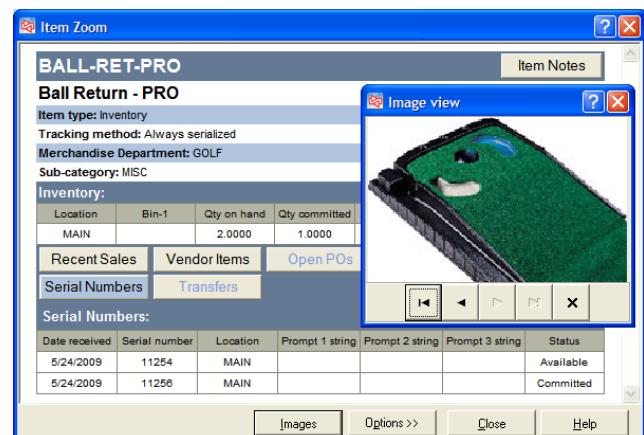 Item Zoom
BALL-RET-PRO
Item Notes
Ball Return - PRO
Item type: Inventory
Tracking method: Always serialized
Merchandise Department: GOLF
Sub-category: MISC
Image view
Inventory:
Location Bin-1 Qty on hand Qty committed
MAIN 2.0000 1.0000
Recent Sales Vendor Items Open POs
Serial Numbers Transfers
Serial Numbers:
Date received Serial number Location Prompt 1 string Prompt 2 string Prompt 3 string Status
5/24/2009 11254 MAIN Available
5/24/2009 11256 MAIN Committed
Images Options >> Close Help